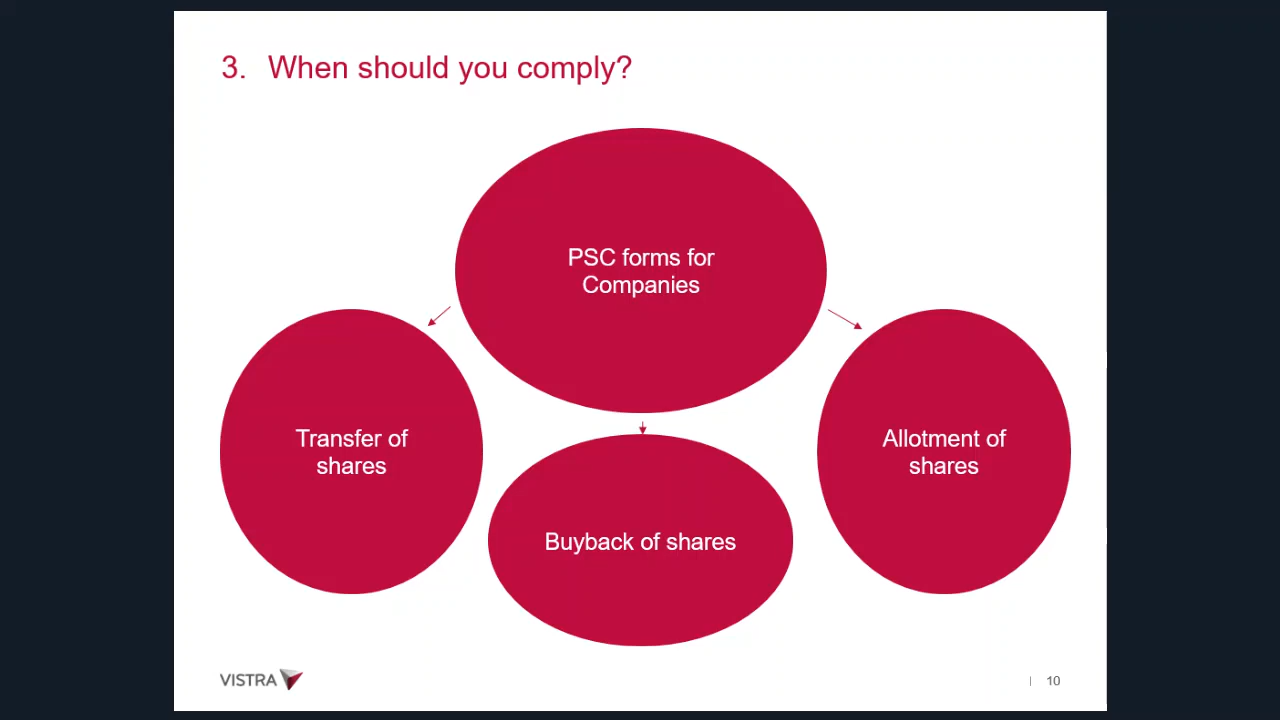 3. When should you comply?
PSC forms for
Companies
Transfer of
shares
Buyback of shares
Allotment of
shares
VISTRA
| 10